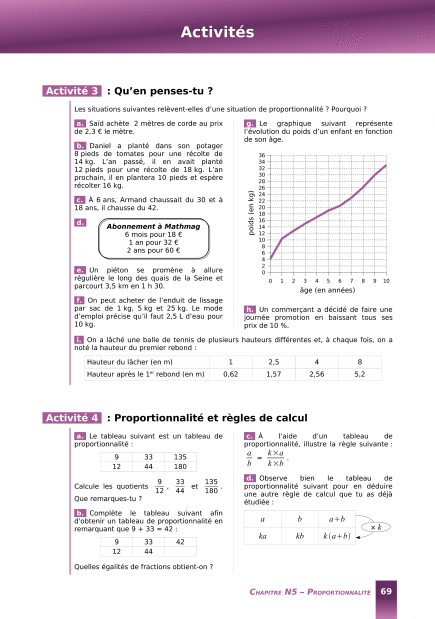 Activités
Activité 3 : Qu'en penses-tu ?
Les situations suivantes relèvent-elles d'une situation de proportionnalité ? Pourquoi ?
a. Saïd achète 2 mètres de corde au prix
de 2,3 € le mètre.
b. Daniel a planté dans son potager
8 pieds de tomates pour une récolte de
14 kg. L'an passé, il en avait planté
12 pieds pour une récolte de 18 kg. L'an
prochain, il en plantera 10 pieds et espère
récolter 16 kg.
c. À 6 ans, Armand chaussait du 30 et à
18 ans, il chausse du 42.
d.
Abonnement à Mathmag
6 mois pour 18 €
1 an pour 32 €
2 ans pour 60 €
e. Un piéton se promène à allure
régulière le long des quais de la Seine et
parcourt 3,5 km en 1 h 30.
f. On peut acheter de l'enduit de lissage
par sac de 1 kg, 5 kg et 25 kg. Le mode
d'emploi précise qu'il faut 2,5 L d'eau pour
10 kg.
g. Le graphique suivant représente
l'évolution du poids d'un enfant en fonction
de son âge.
poids (en kg)
36
34
32
30
28
26
24
22
20
18
16
14
12
10
8
6
4
2
0
0 1 2 3 4 5 6 7 8 9 10
âge (en années)
h. Un commerçant a décidé de faire une
journée promotion en baissant tous ses
prix de 10 %.
i. On a lâché une balle de tennis de plusieurs hauteurs différentes et, à chaque fois, on a
noté la hauteur du premier rebond :
Hauteur du lâcher (en m) 1 2,5 4 8
Hauteur après le 1er rebond (en m) 0,62 1,57 2,56 5,2
Activité 4 : Proportionnalité et règles de calcul
a. Le tableau suivant est un tableau de
proportionnalité :
9 33 135
12 44 180
Calcule les quotients 9/12 , 33/44 et 135/180 .
Que remarques-tu ?
b. Complète le tableau suivant afin
d'obtenir un tableau de proportionnalité en
remarquant que 9 + 33 = 42 :
9 33 42
12 44
Quelles égalités de fractions obtient-on ?
c. À l'aide d'un tableau de
proportionnalité, illustre la règle suivante :
a/b = k×a/k×b .
d. Observe bien le tableau de
proportionnalité suivant pour en déduire
une autre règle de calcul que tu as déjà
étudiée :
a b a+b
ka kb k(a+b)
× k
CHAPITRE N5 – PROPORTIONNALITÉ 69